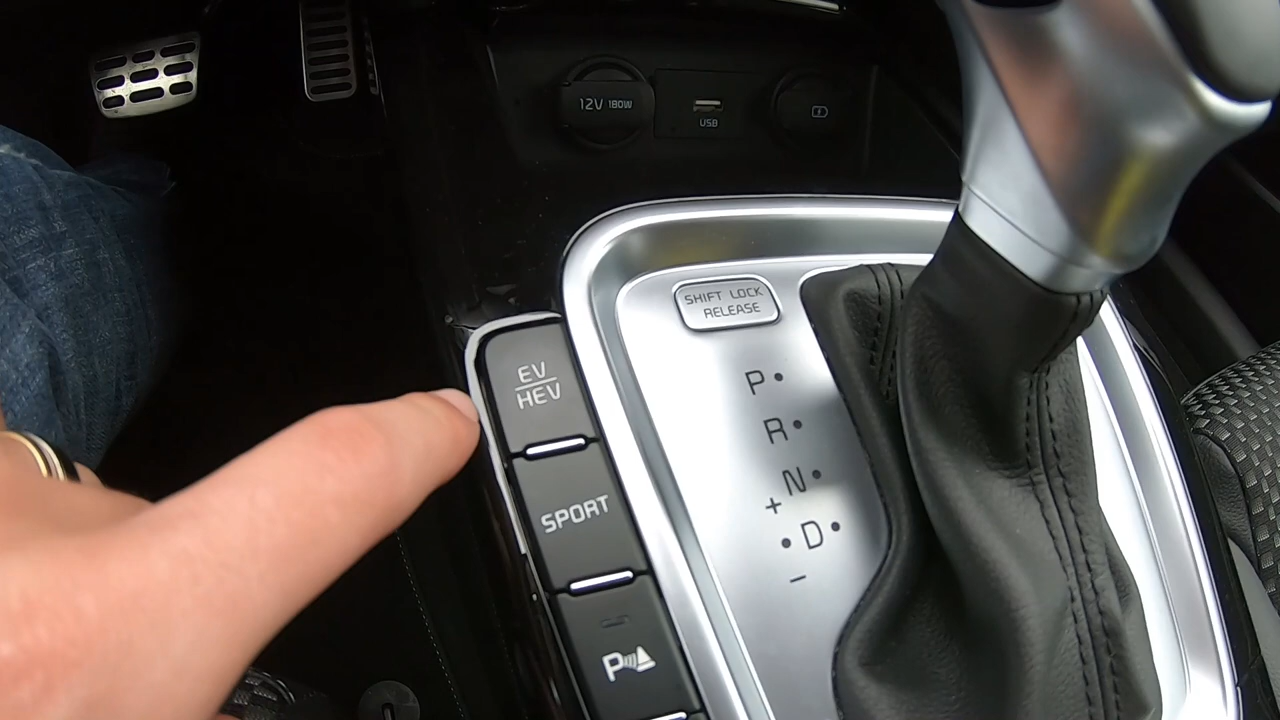 12V 180W
USB
SHIFT LOCK
RELEASE
EV
HEV
SPORT
P
P
R
N
+
D
−